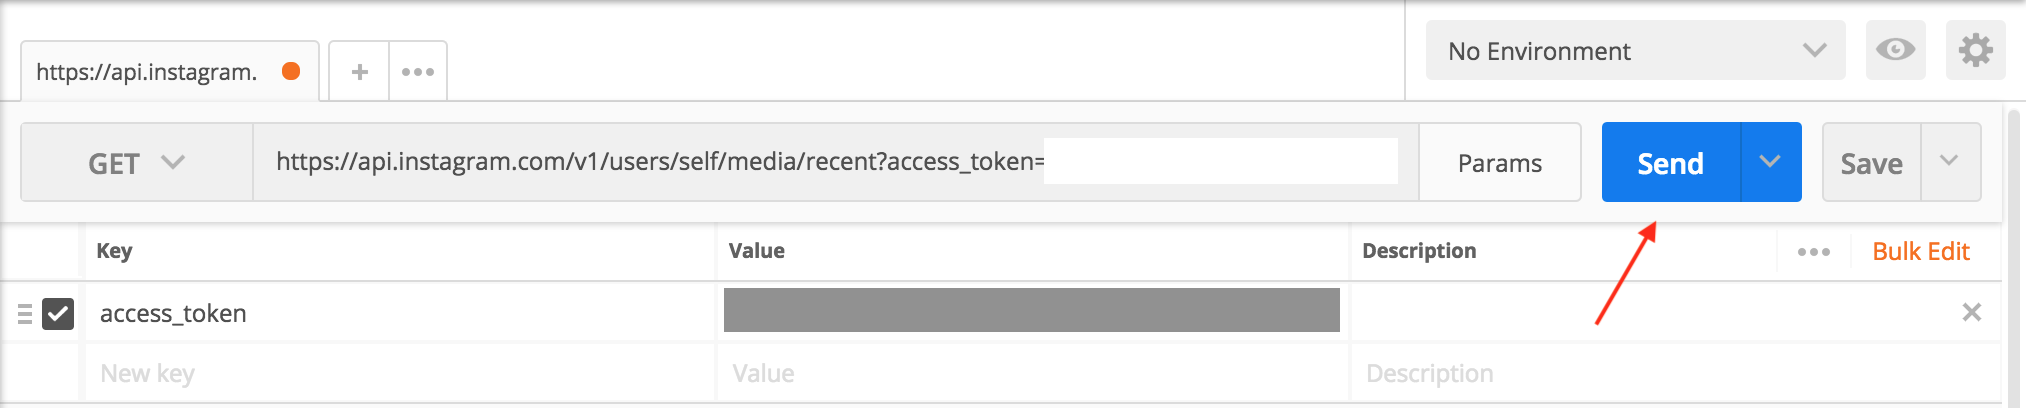 https://api.instagram.
No Environment
GET
https://api.instagram.com/v1/users/self/media/recent?access_token=
Params
Send
Save
Key
Value
Description
Bulk Edit
access_token
New key
Value
Description